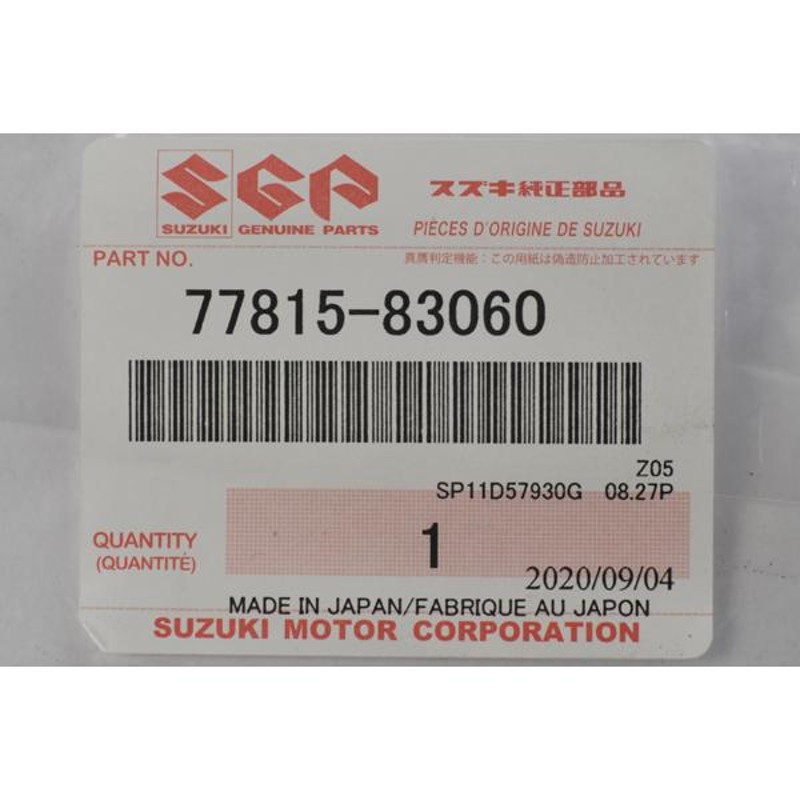 SGP
SUZUKI GENUINE PARTS
スズキ純正部品
PIÈCES D'ORIGINE DE SUZUKI
PART NO.
真贋判定機能：この用紙は偽造防止加工されています
77815-83060
Z05
SP11D57930G 08.27P
QUANTITY
(QUANTITÉ)
1
2020/09/04
MADE IN JAPAN/FABRIQUE AU JAPON
SUZUKI MOTOR CORPORATION